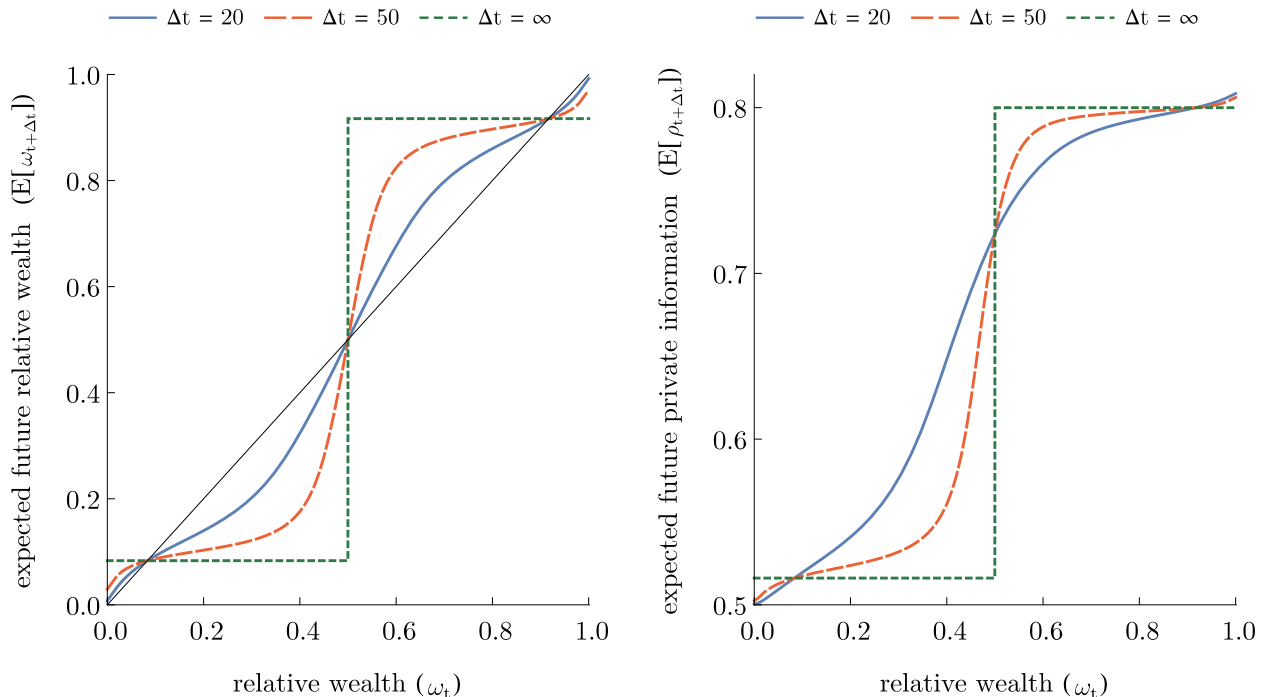 Δt = 20 Δt = 50 Δt = ∞
expected future relative wealth (E[ω_{t+Δt}])
1.0
0.8
0.6
0.4
0.2
0.0
0.0 0.2 0.4 0.6 0.8 1.0
relative wealth (ω_t)
Δt = 20 Δt = 50 Δt = ∞
expected future private information (E[ρ_{t+Δt}])
0.8
0.7
0.6
0.5
0.0 0.2 0.4 0.6 0.8 1.0
relative wealth (ω_t)